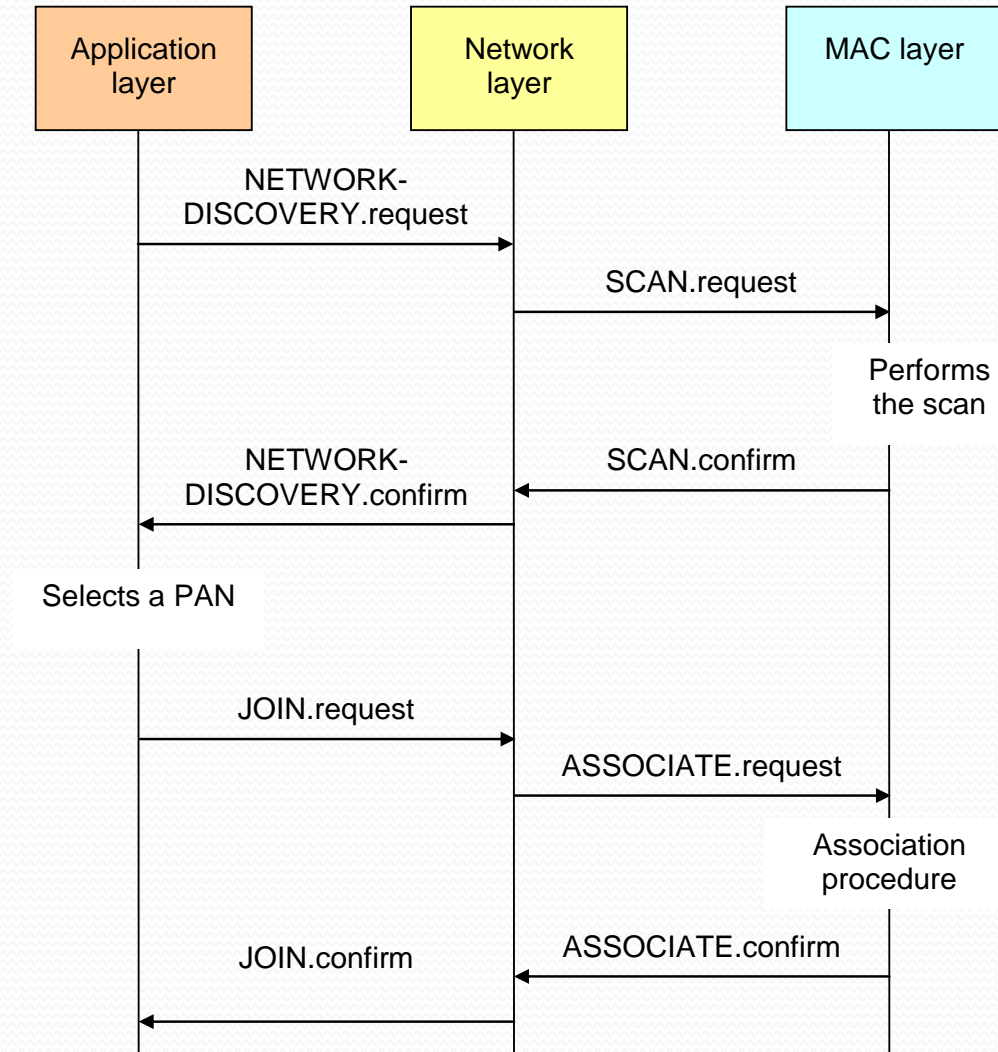 Application
layer
Network
layer
MAC layer
NETWORK-
DISCOVERY.request
SCAN.request
Performs
the scan
SCAN.confirm
NETWORK-
DISCOVERY.confirm
Selects a PAN
JOIN.request
ASSOCIATE.request
Association
procedure
ASSOCIATE.confirm
JOIN.confirm